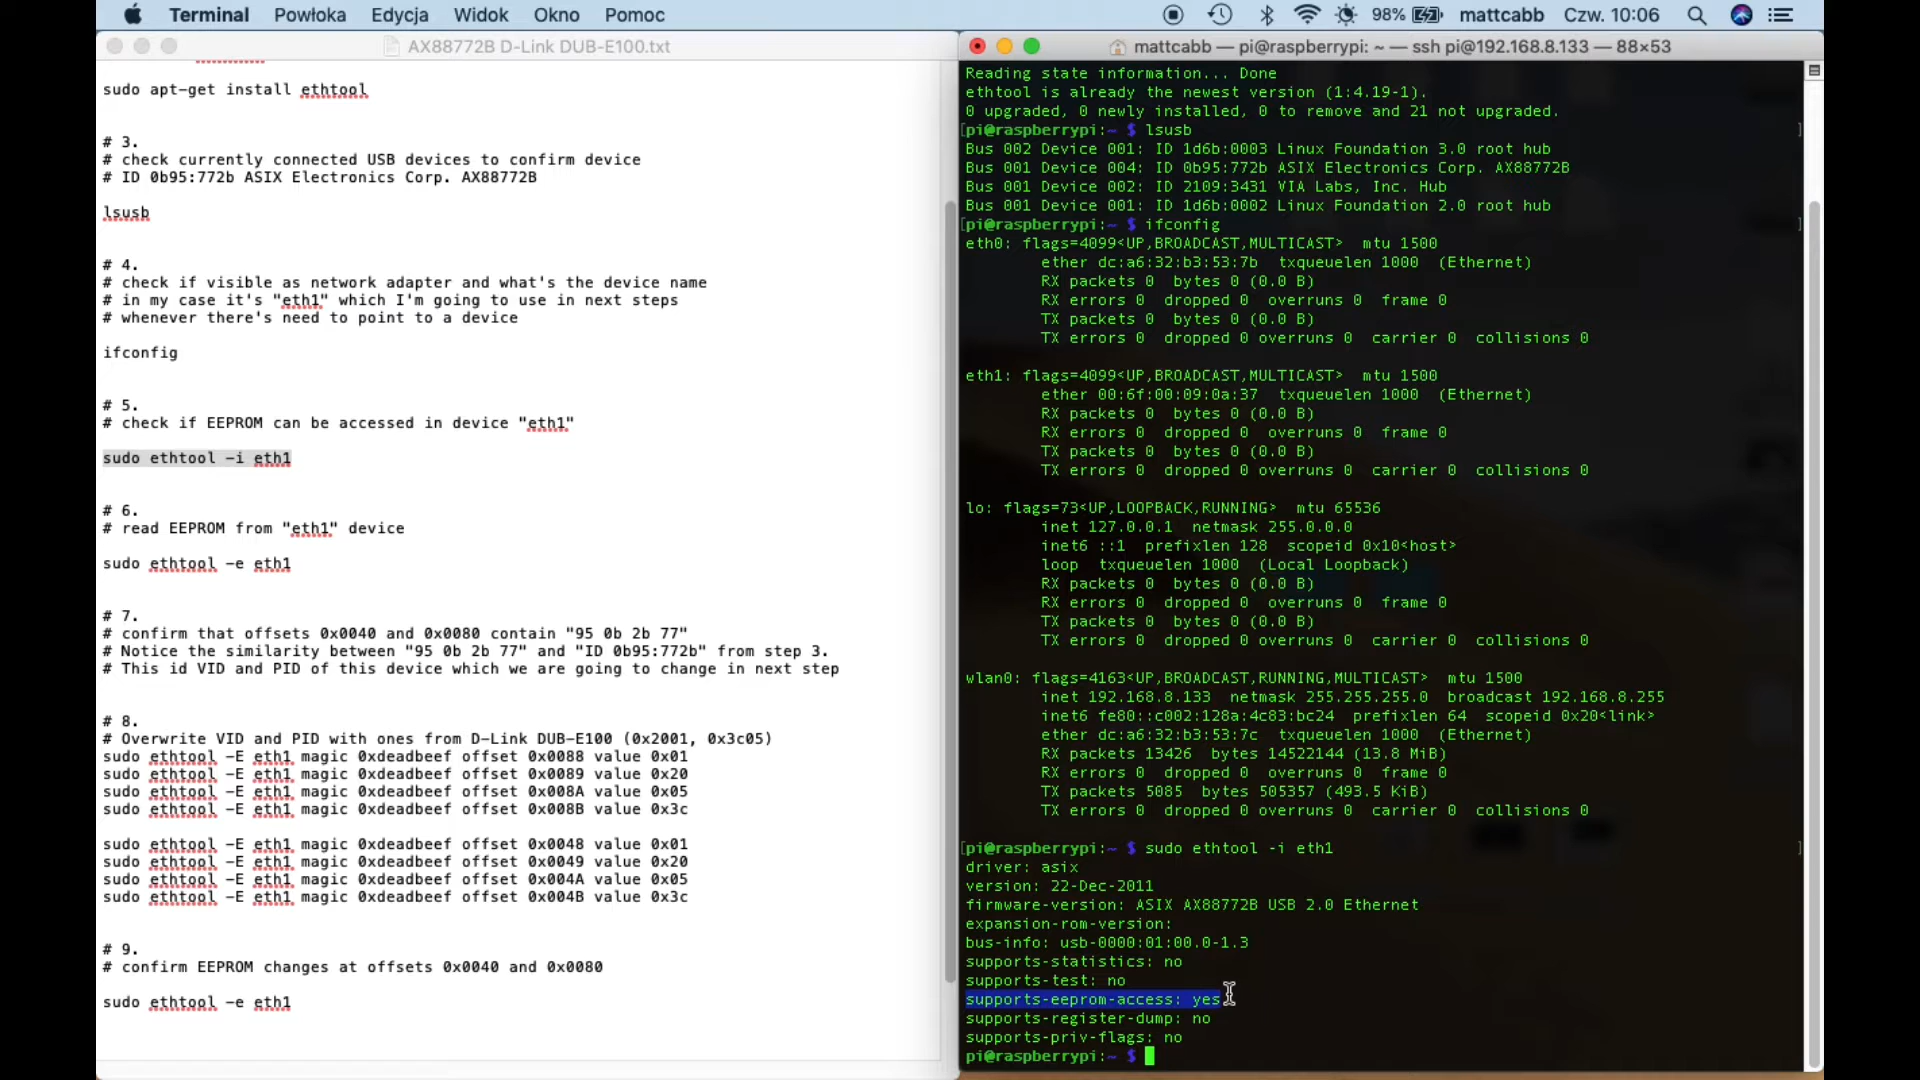 Terminal Powłoka Edycja Widok Okno Pomoc 98% mattcabb Czw. 10:06
AX88772B D-Link DUB-E100.txt
sudo apt-get install ethtool
# 3.
# check currently connected USB devices to confirm device
# ID 0b95:772b ASIX Electronics Corp. AX88772B
lsusb
# 4.
# check if visible as network adapter and what's the device name
# in my case it's "eth1" which I'm going to use in next steps
# whenever there's need to point to a device
ifconfig
# 5.
# check if EEPROM can be accessed in device "eth1"
sudo ethtool -i eth1
# 6.
# read EEPROM from "eth1" device
sudo ethtool -e eth1
# 7.
# confirm that offsets 0x0040 and 0x0080 contain "95 0b 2b 77"
# Notice the similarity between "95 0b 2b 77" and "ID 0b95:772b" from step 3.
# This id VID and PID of this device which we are going to change in next step
# 8.
# Overwrite VID and PID with ones from D-Link DUB-E100 (0x2001, 0x3c05)
sudo ethtool -E eth1 magic 0xdeadbeef offset 0x0088 value 0x01
sudo ethtool -E eth1 magic 0xdeadbeef offset 0x0089 value 0x20
sudo ethtool -E eth1 magic 0xdeadbeef offset 0x008A value 0x05
sudo ethtool -E eth1 magic 0xdeadbeef offset 0x008B value 0x3c
sudo ethtool -E eth1 magic 0xdeadbeef offset 0x0048 value 0x01
sudo ethtool -E eth1 magic 0xdeadbeef offset 0x0049 value 0x20
sudo ethtool -E eth1 magic 0xdeadbeef offset 0x004A value 0x05
sudo ethtool -E eth1 magic 0xdeadbeef offset 0x004B value 0x3c
# 9.
# confirm EEPROM changes at offsets 0x0040 and 0x0080
sudo ethtool -e eth1
mattcabb — pi@raspberrypi: ~ — ssh pi@192.168.8.133 — 88×53
Reading state information... Done
ethtool is already the newest version (1:4.19-1).
0 upgraded, 0 newly installed, 0 to remove and 21 not upgraded.
[pi@raspberrypi:~ $ lsusb ]
Bus 002 Device 001: ID 1d6b:0003 Linux Foundation 3.0 root hub
Bus 001 Device 004: ID 0b95:772b ASIX Electronics Corp. AX88772B
Bus 001 Device 002: ID 2109:3431 VIA Labs, Inc. Hub
Bus 001 Device 001: ID 1d6b:0002 Linux Foundation 2.0 root hub
[pi@raspberrypi:~ $ ifconfig ]
eth0: flags=4099<UP,BROADCAST,MULTICAST> mtu 1500
ether dc:a6:32:b3:53:7b txqueuelen 1000 (Ethernet)
RX packets 0 bytes 0 (0.0 B)
RX errors 0 dropped 0 overruns 0 frame 0
TX packets 0 bytes 0 (0.0 B)
TX errors 0 dropped 0 overruns 0 carrier 0 collisions 0
eth1: flags=4099<UP,BROADCAST,MULTICAST> mtu 1500
ether 00:6f:00:09:0a:37 txqueuelen 1000 (Ethernet)
RX packets 0 bytes 0 (0.0 B)
RX errors 0 dropped 0 overruns 0 frame 0
TX packets 0 bytes 0 (0.0 B)
TX errors 0 dropped 0 overruns 0 carrier 0 collisions 0
lo: flags=73<UP,LOOPBACK,RUNNING> mtu 65536
inet 127.0.0.1 netmask 255.0.0.0
inet6 ::1 prefixlen 128 scopeid 0x10<host>
loop txqueuelen 1000 (Local Loopback)
RX packets 0 bytes 0 (0.0 B)
RX errors 0 dropped 0 overruns 0 frame 0
TX packets 0 bytes 0 (0.0 B)
TX errors 0 dropped 0 overruns 0 carrier 0 collisions 0
wlan0: flags=4163<UP,BROADCAST,RUNNING,MULTICAST> mtu 1500
inet 192.168.8.133 netmask 255.255.255.0 broadcast 192.168.8.255
inet6 fe80::c002:128a:4c83:bc24 prefixlen 64 scopeid 0x20<link>
ether dc:a6:32:b3:53:7c txqueuelen 1000 (Ethernet)
RX packets 13426 bytes 14522144 (13.8 MiB)
RX errors 0 dropped 0 overruns 0 frame 0
TX packets 5085 bytes 505357 (493.5 KiB)
TX errors 0 dropped 0 overruns 0 carrier 0 collisions 0
[pi@raspberrypi:~ $ sudo ethtool -i eth1 ]
driver: asix
version: 22-Dec-2011
firmware-version: ASIX AX88772B USB 2.0 Ethernet
expansion-rom-version:
bus-info: usb-0000:01:00.0-1.3
supports-statistics: no
supports-test: no
supports-eeprom-access: yes
supports-register-dump: no
supports-priv-flags: no
pi@raspberrypi:~ $